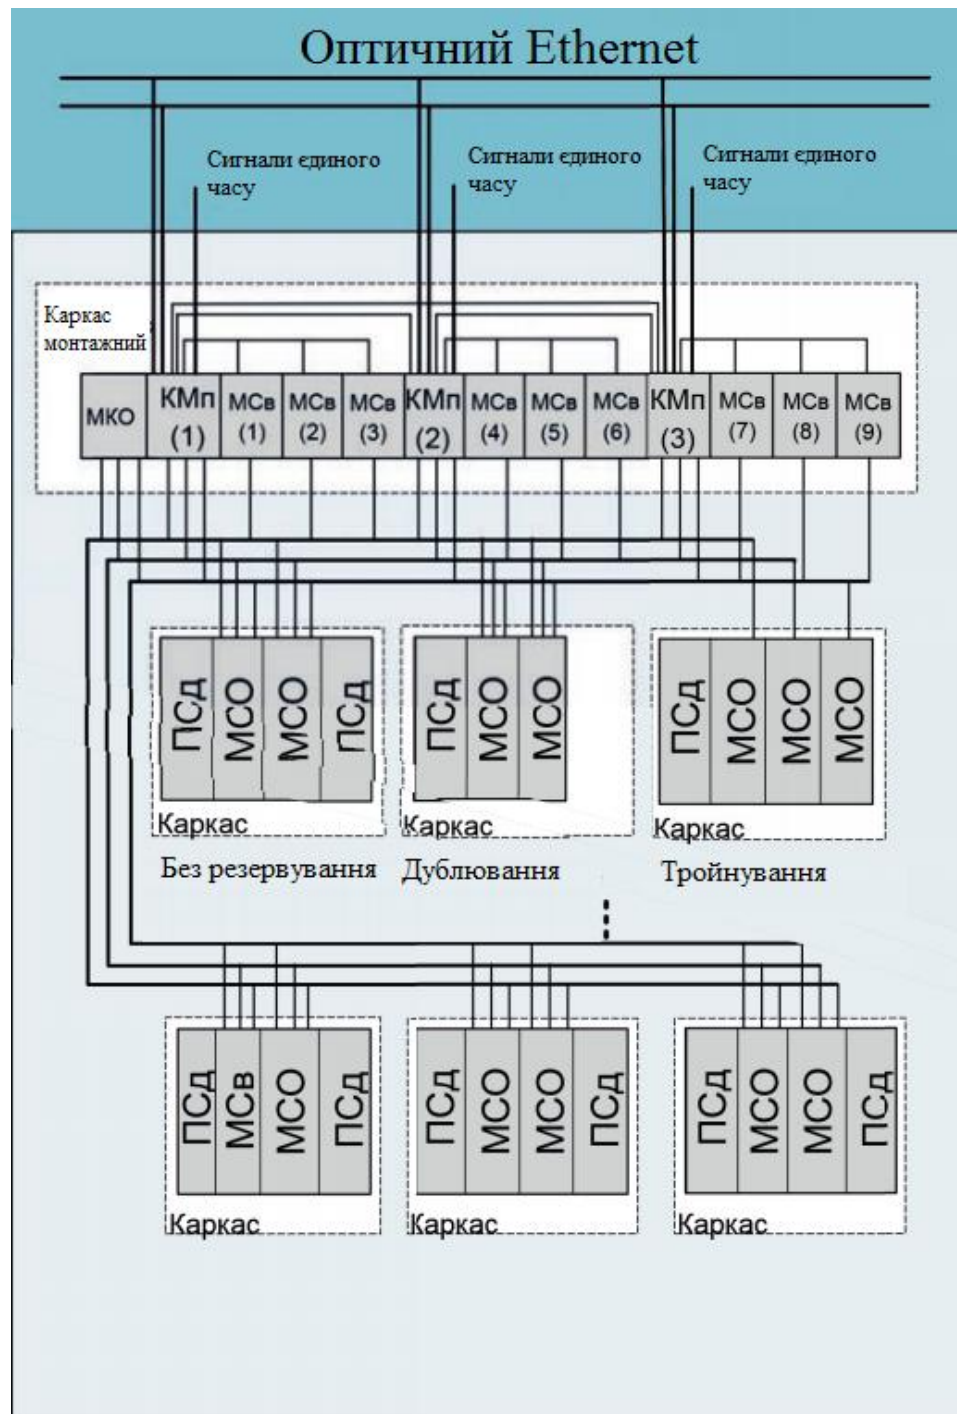 Оптичний Ethernet
Сигнали єдиного
часу
Сигнали єдиного
часу
Сигнали єдиного
часу
Каркас
монтажний
МКО
КМп
(1)
МСв
(1)
МСв
(2)
МСв
(3)
КМп
(2)
МСв
(4)
МСв
(5)
МСв
(6)
КМп
(3)
МСв
(7)
МСв
(8)
МСв
(9)
ПСд
МСО
МСО
ПСд
Каркас
Без резервування
ПСд
МСО
МСО
Каркас
Дублювання
ПСд
МСО
МСО
МСО
Каркас
Тройнування
ПСд
МСв
МСО
ПСд
Каркас
ПСд
МСО
МСО
ПСд
Каркас
ПСд
МСО
МСО
ПСд
Каркас